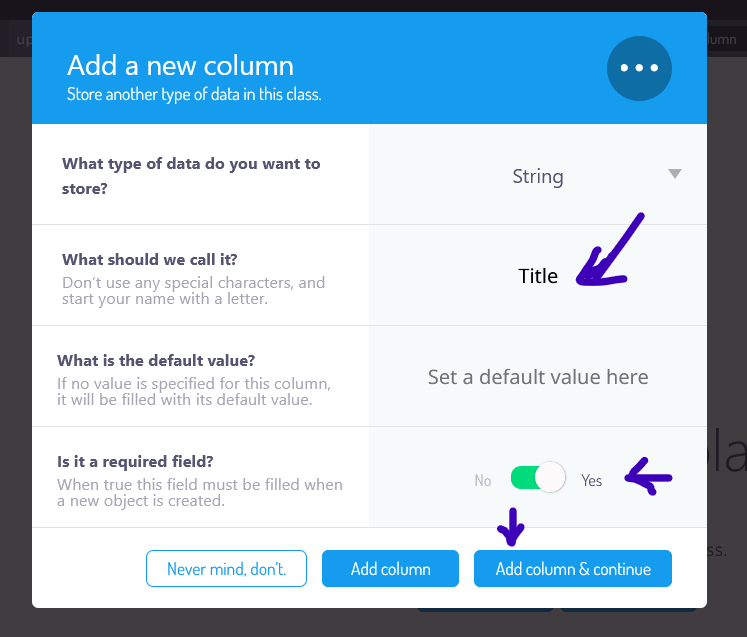 up
lumn
Add a new column
Store another type of data in this class.
What type of data do you want to
store?
String
What should we call it?
Don't use any special characters, and
start your name with a letter.
Title
What is the default value?
If no value is specified for this column,
it will be filled with its default value.
Set a default value here
Is it a required field?
When true this field must be filled when
a new object is created.
No
Yes
ola
ss.
Never mind, don't.
Add column
Add column & continue